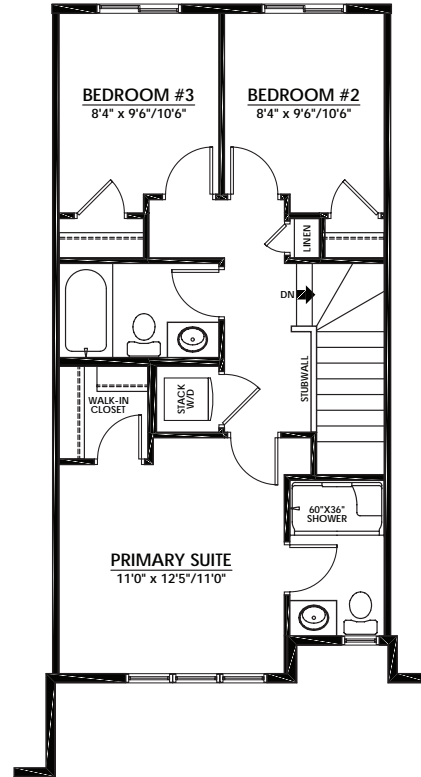 BEDROOM #3
8'4" x 9'6"/10'6"
BEDROOM #2
8'4" x 9'6"/10'6"
LINEN
DN
STUBWALL
WALK-IN
CLOSET
STACK
W/D
60"X36"
SHOWER
PRIMARY SUITE
11'0" x 12'5"/11'0"